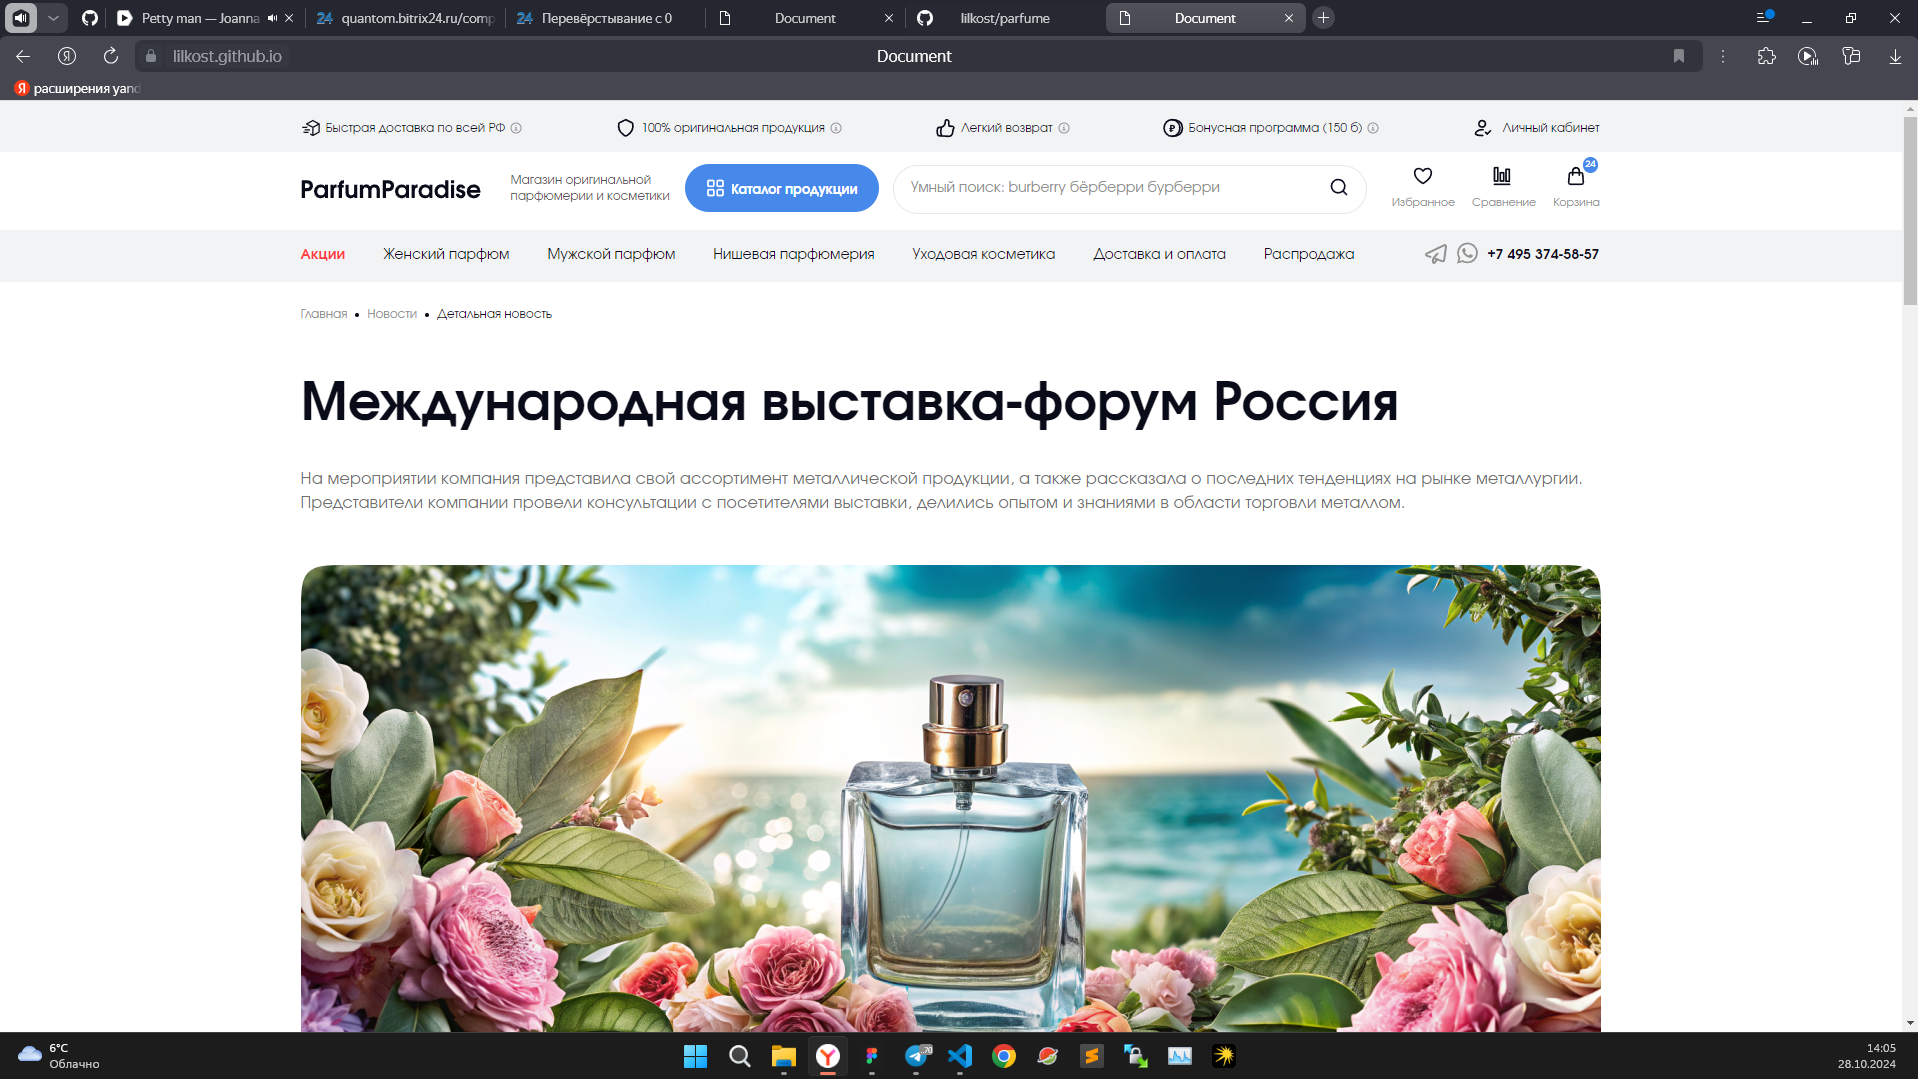 Petty man — Joanna
24 quantom.bitrix24.ru/comp
24 Перевёрстывание с 0
Document
lilkost/parfume
Document
lilkost.github.io
Document
Я расширения yand
Быстрая доставка по всей РФ
100% оригинальная продукция
Легкий возврат
Бонусная программа (150 б)
Личный кабинет
ParfumParadise
Магазин оригинальной
парфюмерии и косметики
Каталог продукции
Умный поиск: burberry бёрберри бурберри
Избранное
Сравнение
24
Корзина
Акции
Женский парфюм
Мужской парфюм
Нишевая парфюмерия
Уходовая косметика
Доставка и оплата
Распродажа
+7 495 374-58-57
Главная • Новости • Детальная новость
Международная выставка-форум Россия
На мероприятии компания представила свой ассортимент металлической продукции, а также рассказала о последних тенденциях на рынке металлургии.
Представители компании провели консультации с посетителями выставки, делились опытом и знаниями в области торговли металлом.
6°C
Облачно
14:05
28.10.2024